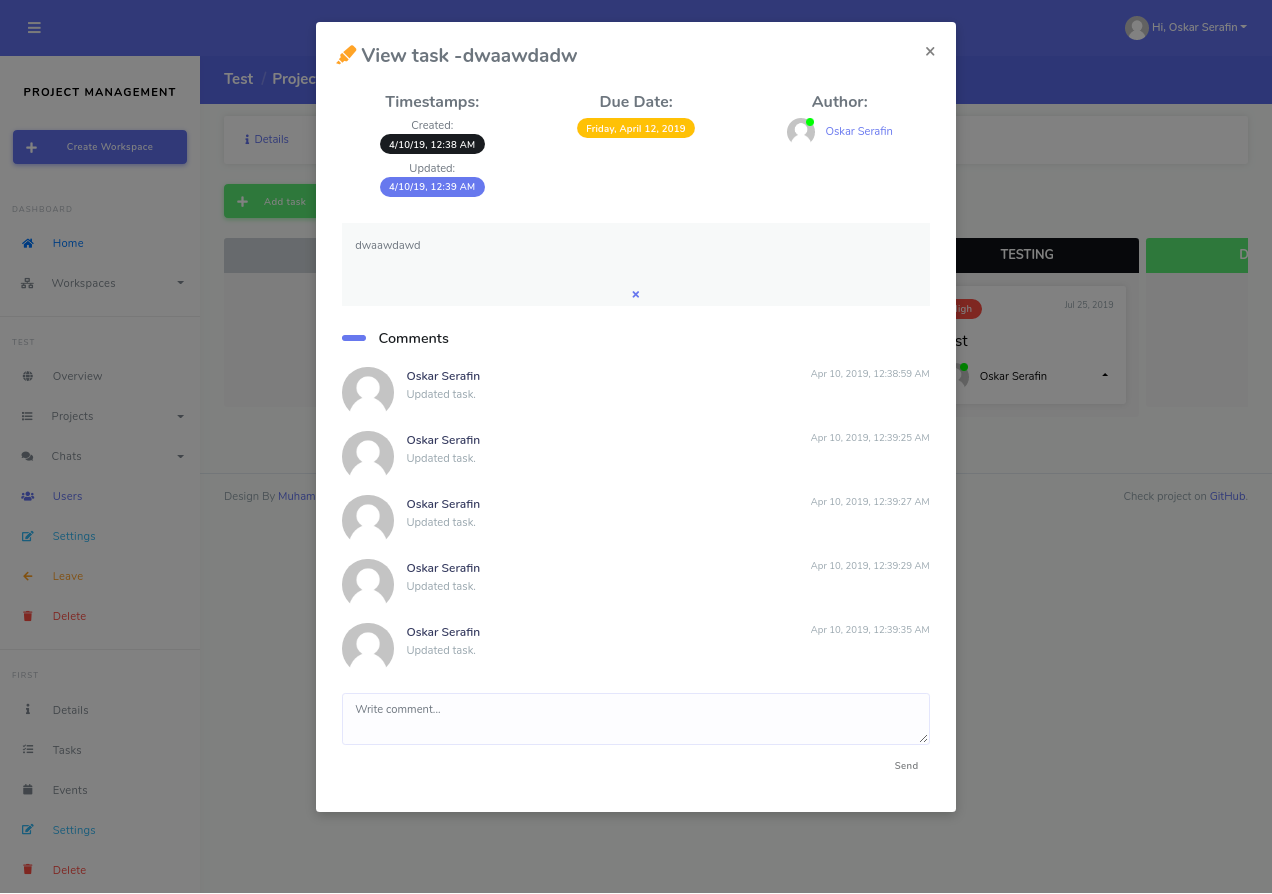 Hi, Oskar Serafin
PROJECT MANAGEMENT
Create Workspace
DASHBOARD
Home
Workspaces
TEST
Overview
Projects
Chats
Users
Settings
Leave
Delete
FIRST
Details
Tasks
Events
Settings
Delete
Test / Projec
Details
Add task
View task -dwaawdadw
×
Timestamps:
Created:
4/10/19, 12:38 AM
Updated:
4/10/19, 12:39 AM
Due Date:
Friday, April 12, 2019
Author:
Oskar Serafin
dwaawdawd
Comments
Oskar Serafin
Apr 10, 2019, 12:38:59 AM
Updated task.
Oskar Serafin
Apr 10, 2019, 12:39:25 AM
Updated task.
Oskar Serafin
Apr 10, 2019, 12:39:27 AM
Updated task.
Oskar Serafin
Apr 10, 2019, 12:39:29 AM
Updated task.
Oskar Serafin
Apr 10, 2019, 12:39:35 AM
Updated task.
Write comment...
Send
TESTING
D
igh
Jul 25, 2019
st
Oskar Serafin
Design By Muham
Check project on GitHub.